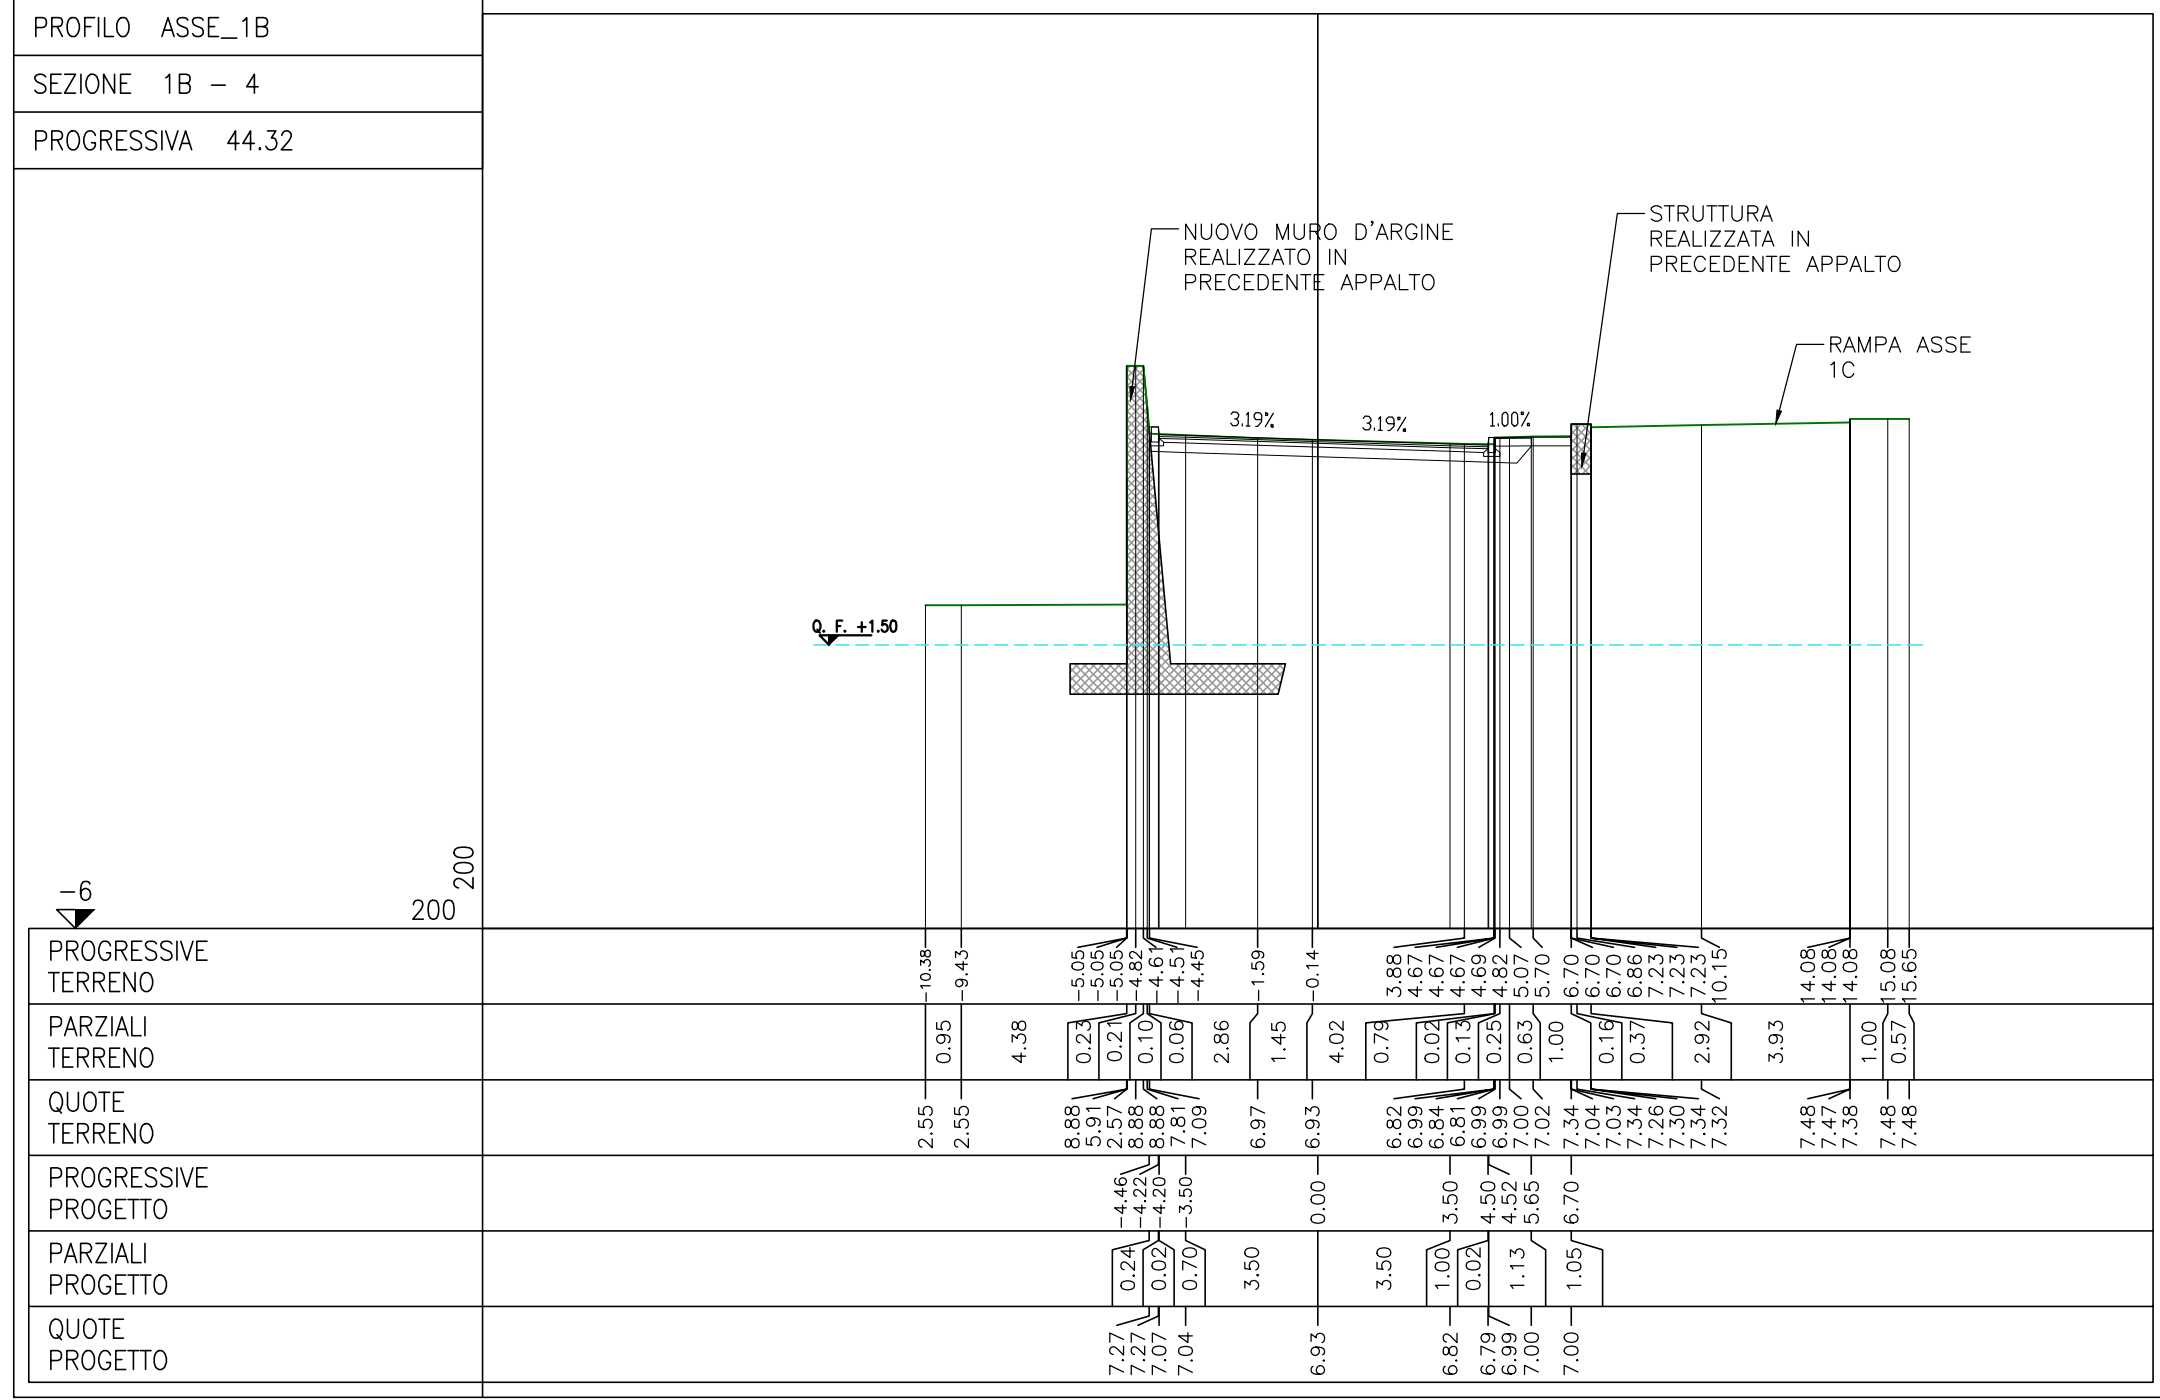 PROFILO ASSE_1B
SEZIONE 1B - 4
PROGRESSIVA 44.32
NUOVO MURO D'ARGINE
REALIZZATO IN
PRECEDENTE APPALTO
STRUTTURA
REALIZZATA IN
PRECEDENTE APPALTO
RAMPA ASSE
1C
3.19% 3.19% 1.00%
Q. F. +1.50
-6
200
200
PROGRESSIVE
TERRENO
-10.38 -9.43 -5.05 -5.05 -5.05 -4.82 -4.61 -4.51 -4.45 -1.59 -0.14 3.88 4.67 4.67 4.67 4.69 4.82 5.07 5.70 6.70 6.70 6.70 6.86 7.23 7.23 7.23 10.15 14.08 14.08 14.08 15.08 15.65
PARZIALI
TERRENO
0.95 4.38 0.23 0.21 0.10 0.06 2.86 1.45 4.02 0.79 0.02 0.13 0.25 0.63 1.00 0.16 0.37 2.92 3.93 1.00 0.57
QUOTE
TERRENO
2.55 2.55 8.88 5.91 2.57 8.88 8.88 7.81 7.09 6.97 6.93 6.82 6.99 6.84 6.81 6.99 6.99 7.00 7.02 7.34 7.04 7.03 7.34 7.26 7.30 7.34 7.32 7.48 7.47 7.38 7.48 7.48
PROGRESSIVE
PROGETTO
-4.46 -4.22 -4.20 -3.50 0.00 3.50 4.50 4.52 5.65 6.70
PARZIALI
PROGETTO
0.24 0.02 0.70 3.50 3.50 1.00 0.02 1.13 1.05
QUOTE
PROGETTO
7.27 7.27 7.07 7.04 6.93 6.82 6.79 6.99 7.00 7.00